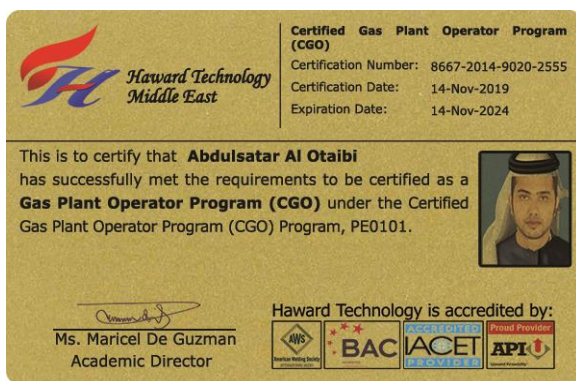 Haward Technology
Middle East
Certified Gas Plant Operator Program
(CGO)
Certification Number: 8667-2014-9020-2555
Certification Date: 14-Nov-2019
Expiration Date: 14-Nov-2024
This is to certify that Abdulsatar Al Otaibi
has successfully met the requirements to be certified as a
Gas Plant Operator Program (CGO) under the Certified
Gas Plant Operator Program (CGO) Program, PE0101.
Ms. Maricel De Guzman
Academic Director
Haward Technology is accredited by:
AWS
American Welding Society
BAC
ACCREDITED
IACET
PROVIDER
Proud Provider
API